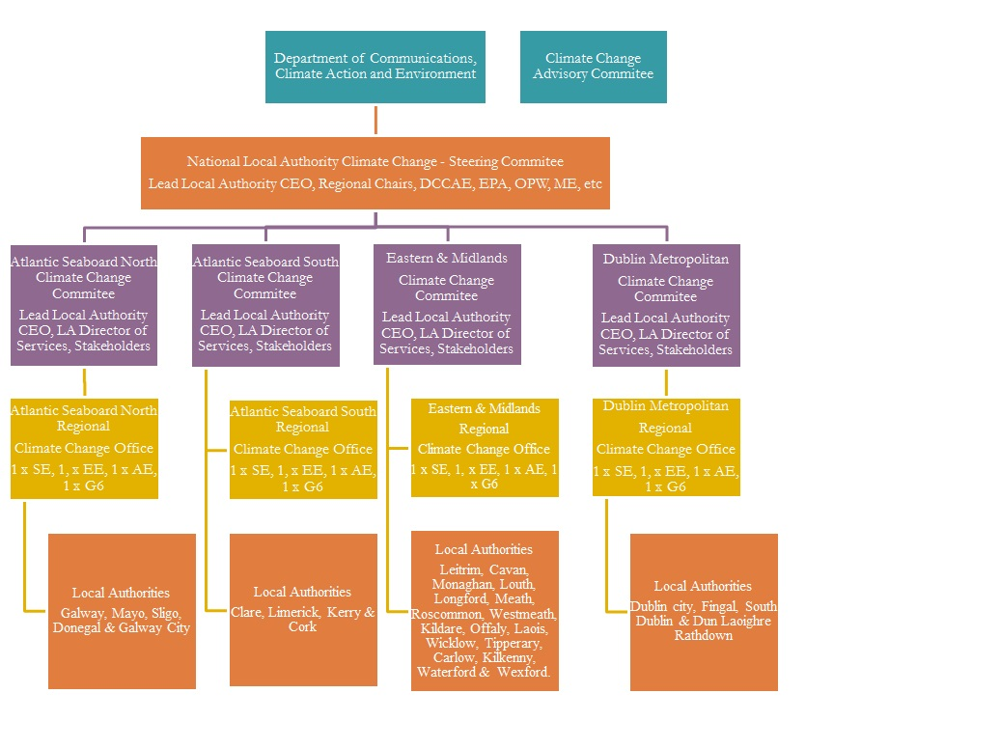 Department of Communications,
Climate Action and Environment
Climate Change
Advisory Commitee
National Local Authority Climate Change - Steering Commitee
Lead Local Authority CEO, Regional Chairs, DCCAE, EPA, OPW, ME, etc
Atlantic Seaboard North
Climate Change
Commitee
Lead Local Authority
CEO, LA Director of
Services, Stakeholders
Atlantic Seaboard South
Climate Change
Commitee
Lead Local Authority
CEO, LA Director of
Services, Stakeholders
Eastern & Midlands
Climate Change
Commitee
Lead Local Authority
CEO, LA Director of
Services, Stakeholders
Dublin Metropolitan
Climate Change
Commitee
Lead Local Authority
CEO, LA Director of
Services, Stakeholders
Atlantic Seaboard North
Regional
Climate Change Office
1 x SE, 1, x EE, 1 x AE,
1 x G6
Atlantic Seaboard South
Regional
Climate Change Office
1 x SE, 1, x EE, 1 x AE,
1 x G6
Eastern & Midlands
Regional
Climate Change Office
1 x SE, 1, x EE, 1 x AE, 1
x G6
Dublin Metropolitan
Regional
Climate Change Office
1 x SE, 1, x EE, 1 x AE,
1 x G6
Local Authorities
Galway, Mayo, Sligo,
Donegal & Galway City
Local Authorities
Clare, Limerick, Kerry &
Cork
Local Authorities
Leitrim, Cavan,
Monaghan, Louth,
Longford, Meath,
Roscommon, Westmeath,
Kildare, Offaly, Laois,
Wicklow, Tipperary,
Carlow, Kilkenny,
Waterford & Wexford.
Local Authorities
Dublin city, Fingal, South
Dublin & Dun Laoighre
Rathdown